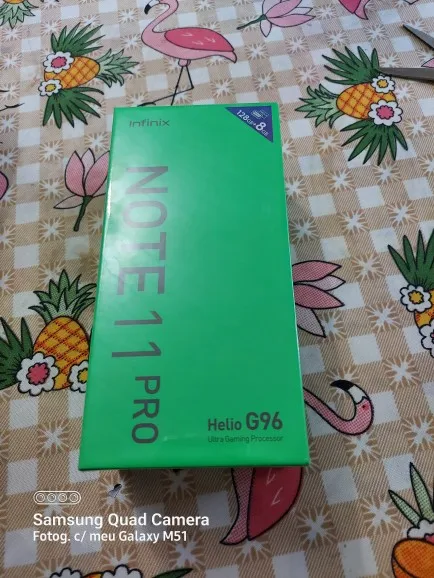 Infinix
128GB+8GB
NOTE 11 PRO
Helio G96
Ultra Gaming Processor
Samsung Quad Camera
Fotog. c/ meu Galaxy M51